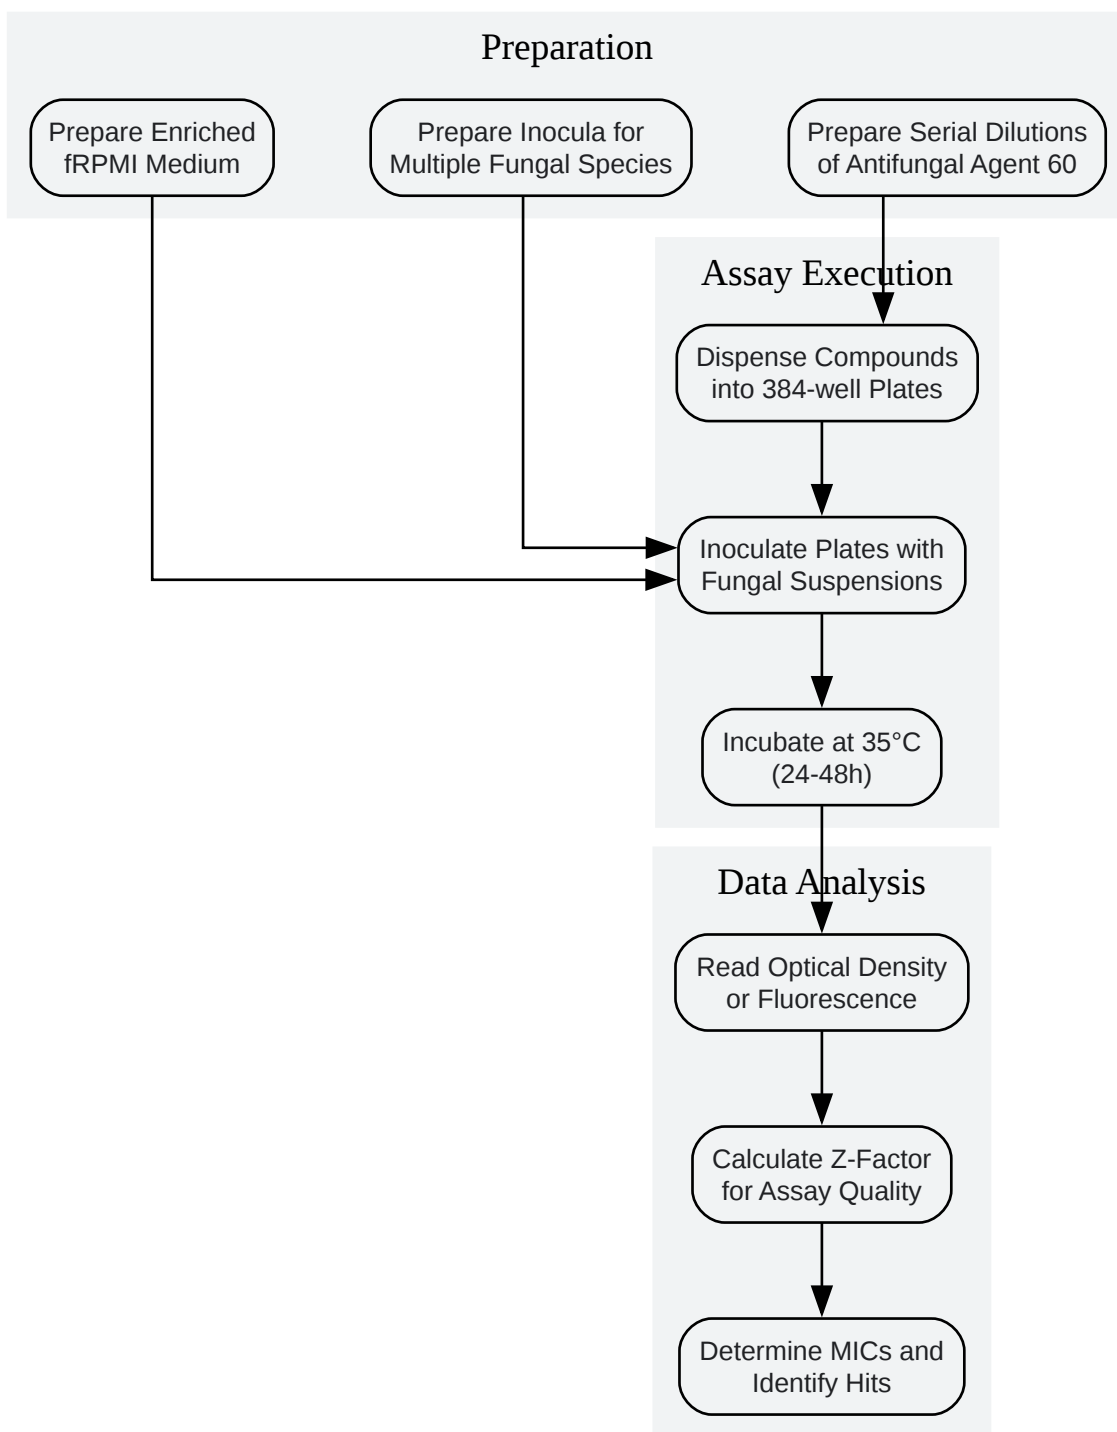 Preparation
Prepare Enriched
fRPMI Medium
Prepare Inocula for
Multiple Fungal Species
Prepare Serial Dilutions
of Antifungal Agent 60
Assay Execution
Dispense Compounds
into 384-well Plates
Inoculate Plates with
Fungal Suspensions
Incubate at 35°C
(24-48h)
Data Analysis
Read Optical Density
or Fluorescence
Calculate Z-Factor
for Assay Quality
Determine MICs and
Identify Hits